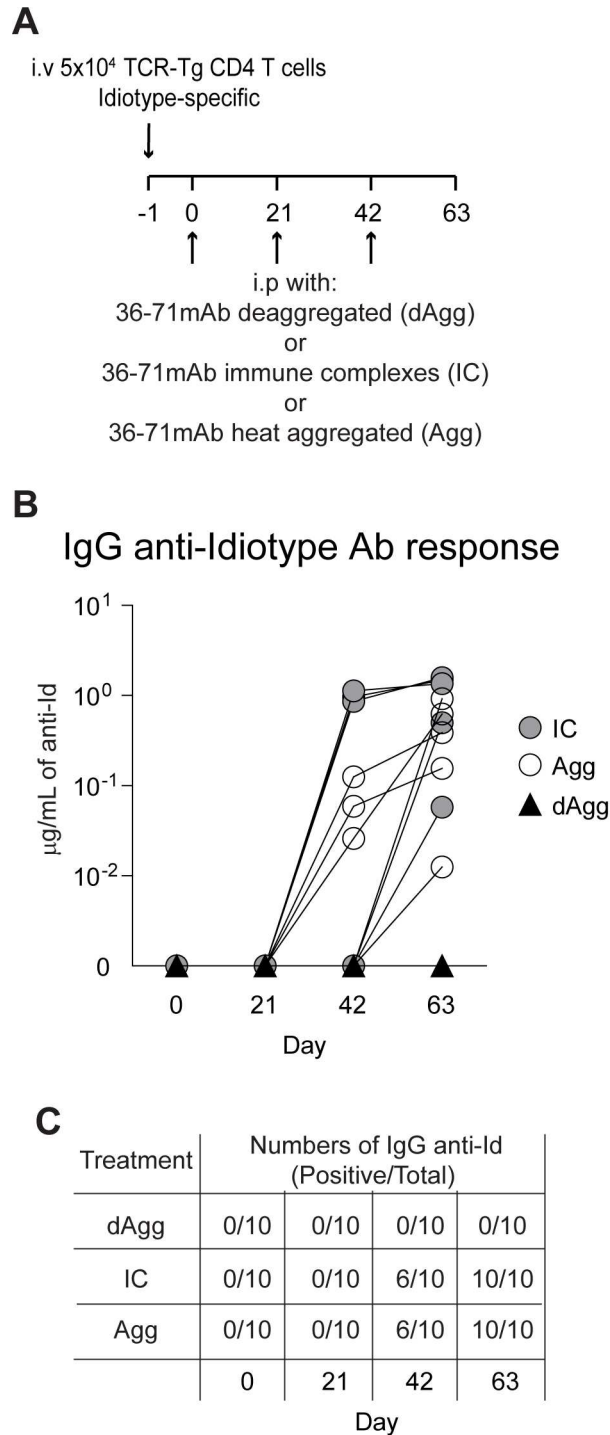 A
i.v 5x10⁴ TCR-Tg CD4 T cells
Idiotype-specific
-1 0 21 42 63
i.p with:
36-71mAb deaggregated (dAgg)
or
36-71mAb immune complexes (IC)
or
36-71mAb heat aggregated (Agg)
B
IgG anti-Idiotype Ab response
μg/mL of anti-Id
10¹
10⁰
10⁻¹
10⁻²
0
IC
Agg
dAgg
0 21 42 63
Day
C
Treatment
Numbers of IgG anti-Id
(Positive/Total)
dAgg 0/10 0/10 0/10 0/10
IC 0/10 0/10 6/10 10/10
Agg 0/10 0/10 6/10 10/10
0 21 42 63
Day